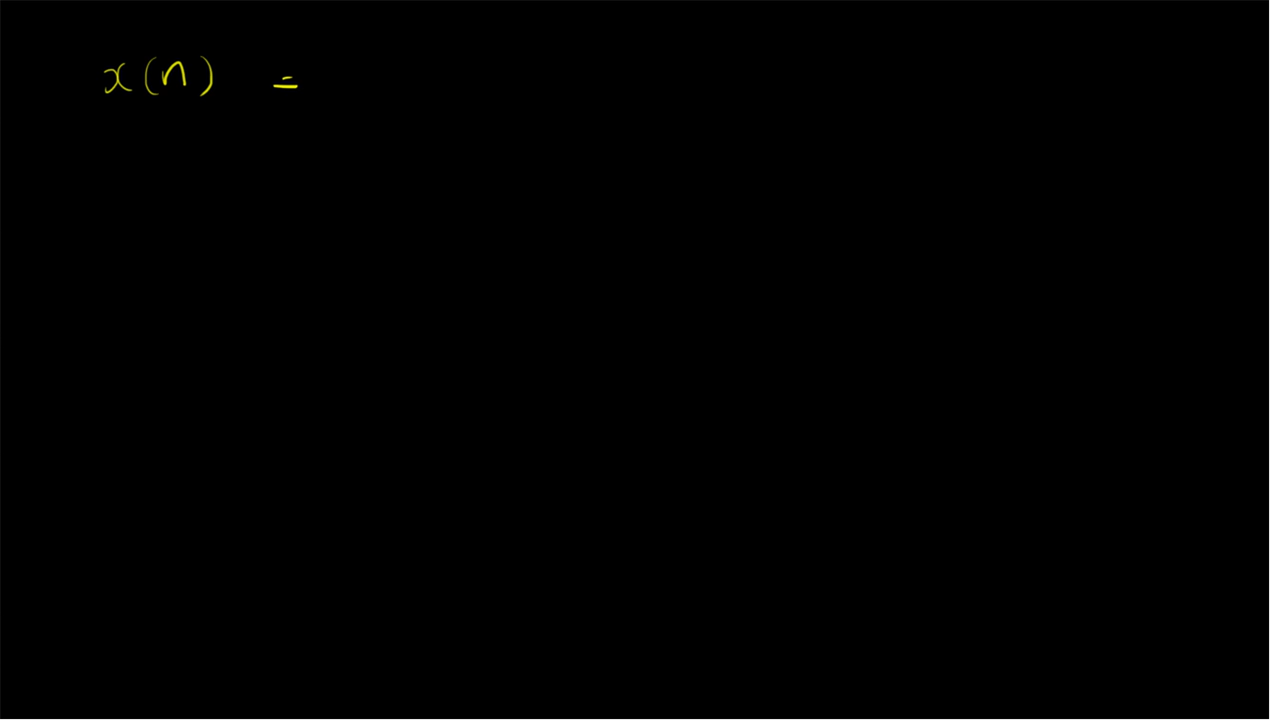 x(n) =